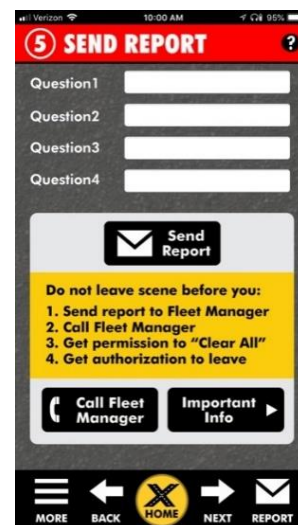 Verizon 10:00 AM 95%
5 SEND REPORT ?
Question1
Question2
Question3
Question4
Send
Report
Do not leave scene before you:
1. Send report to Fleet Manager
2. Call Fleet Manager
3. Get permission to “Clear All”
4. Get authorization to leave
Call Fleet
Manager
Important
Info
MORE BACK HOME NEXT REPORT